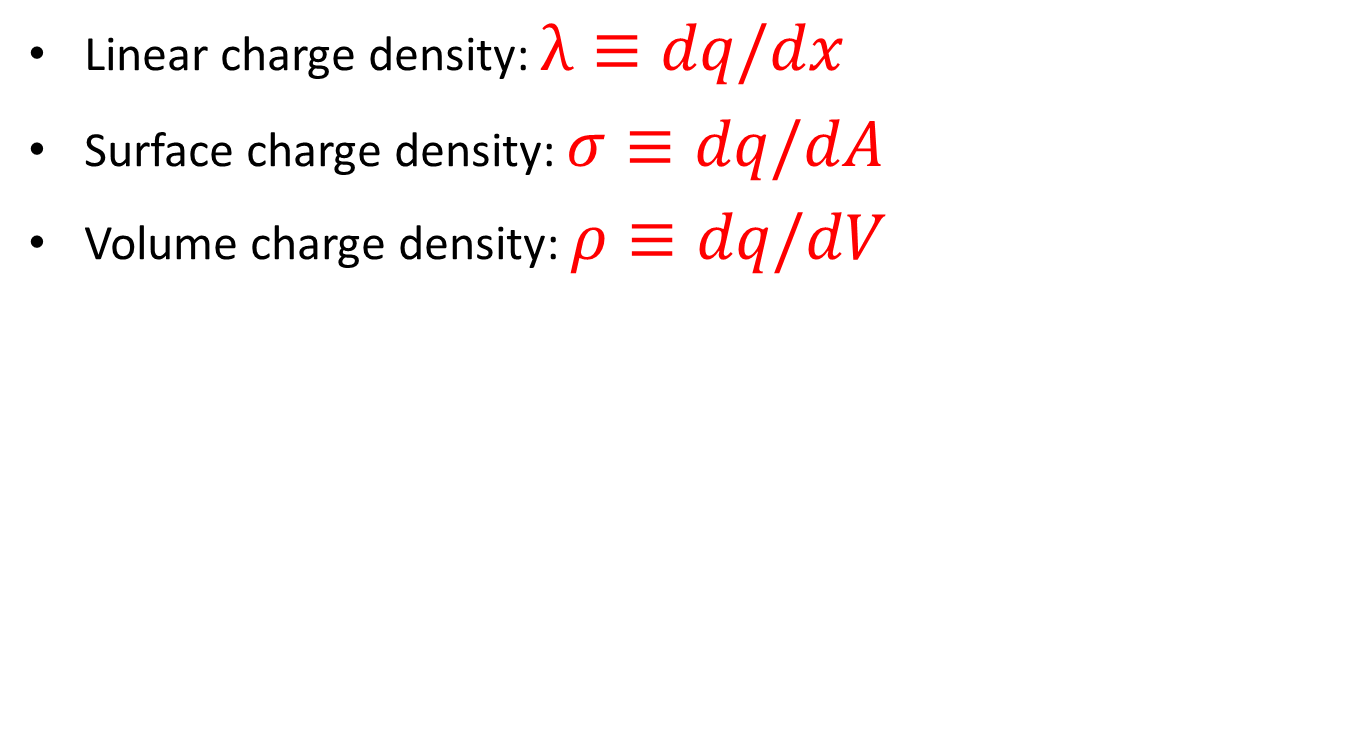 • Linear charge density: λ ≡ dq/dx
• Surface charge density: σ ≡ dq/dA
• Volume charge density: ρ ≡ dq/dV